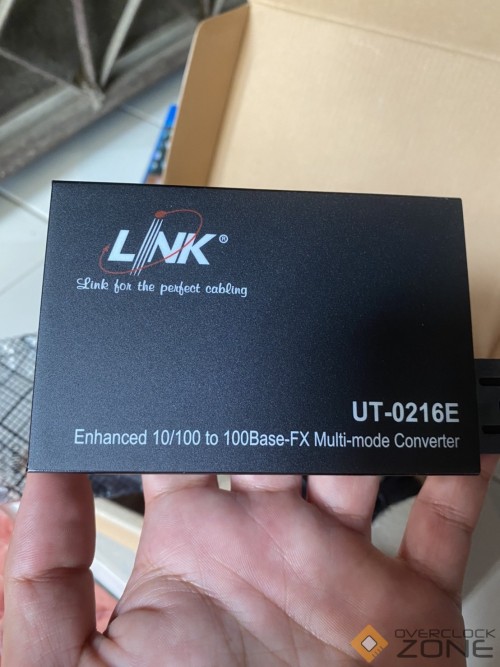 LINK®
Link for the perfect cabling
UT-0216E
Enhanced 10/100 to 100Base-FX Multi-mode Converter
OVERCLOCK
ZONE